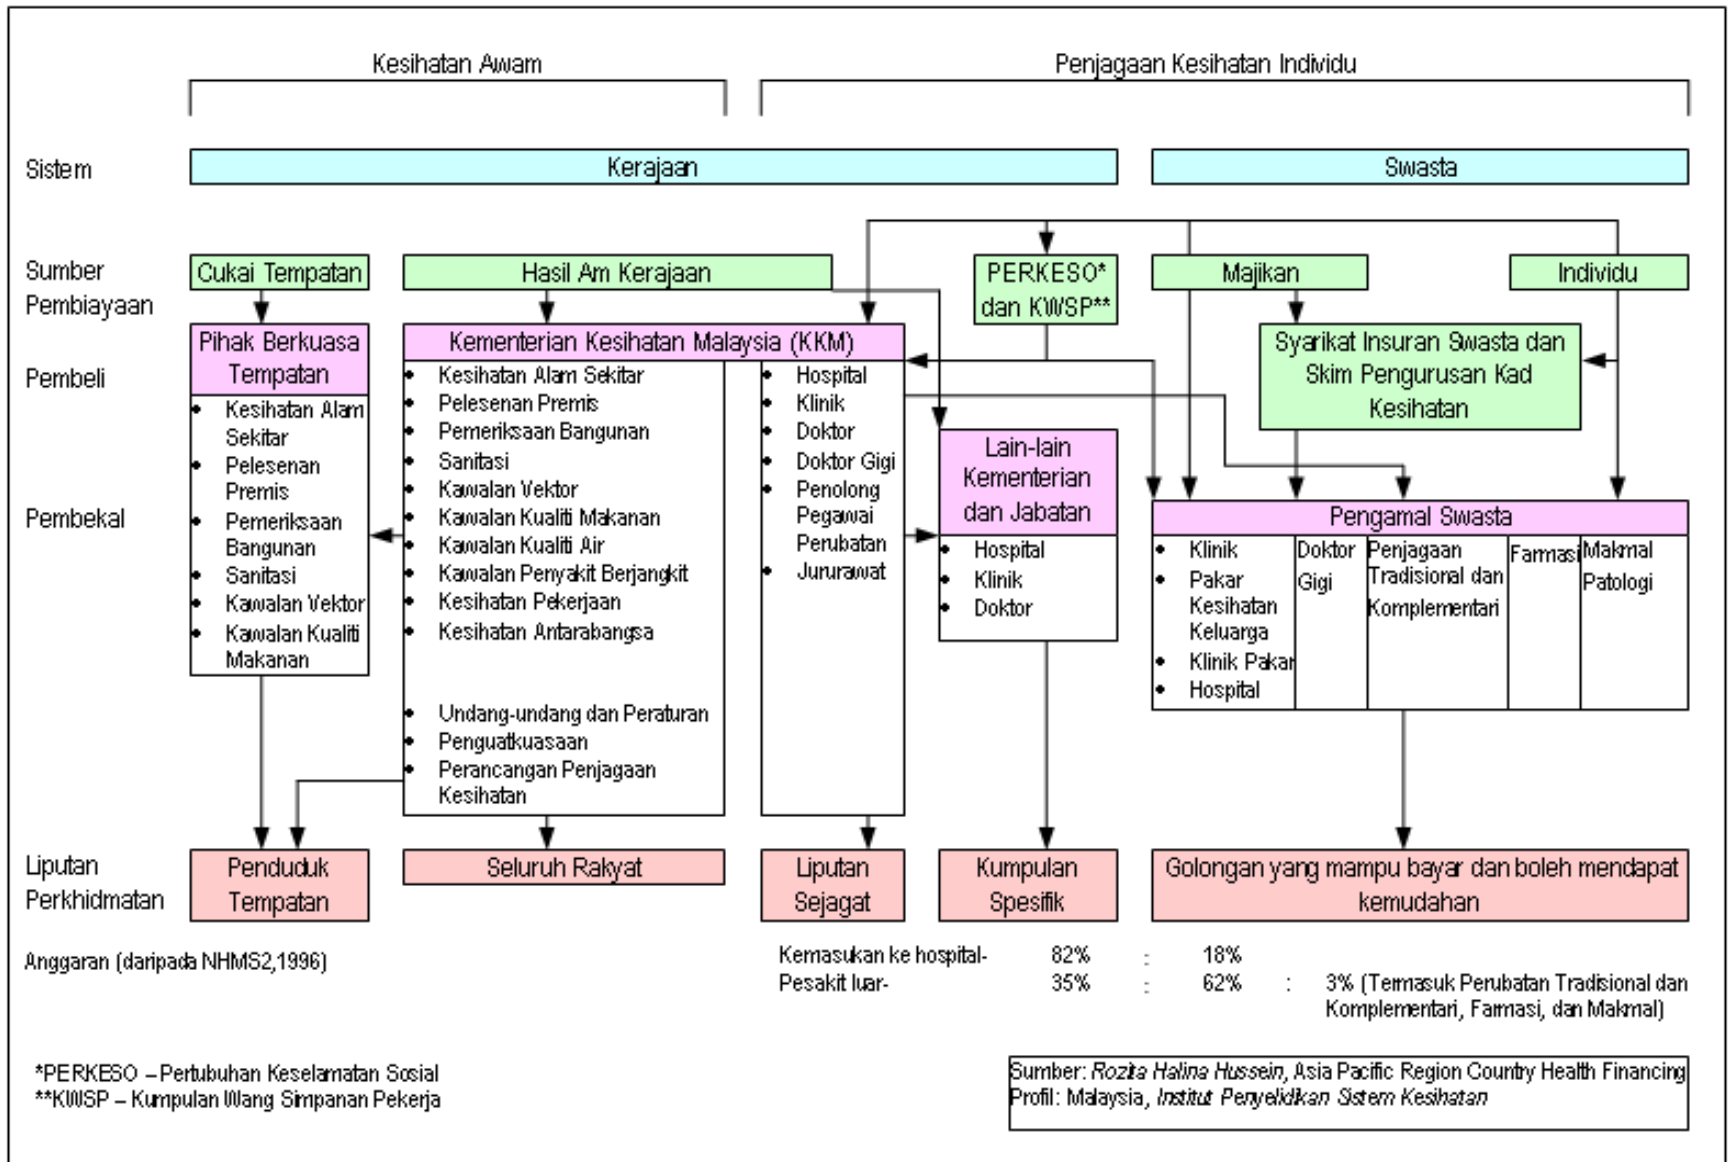 Kesihatan Awam
Penjagaan Kesihatan Individu
Sistem
Kerajaan
Swasta
Sumber
Pembiayaan
Cukai Tempatan
Hasil Am Kerajaan
PERKESO*
dan KWSP**
Majikan
Individu
Pembeli
Pihak Berkuasa
Tempatan
Kementerian Kesihatan Malaysia (KKM)
Syarikat Insuran Swasta dan
Skim Pengurusan Kad
Kesihatan
Pembekal
• Kesihatan Alam
Sekitar
• Pelesenan
Premis
• Pemeriksaan
Bangunan
• Sanitasi
• Kawalan Vektor
• Kawalan Kualiti
Makanan
• Kesihatan Alam Sekitar
• Pelesenan Premis
• Pemeriksaan Bangunan
• Sanitasi
• Kawalan Vektor
• Kawalan Kualiti Makanan
• Kawalan Kualiti Air
• Kawalan Penyakit Berjangkit
• Kesihatan Pekerjaan
• Kesihatan Antarabangsa
• Undang-undang dan Peraturan
• Penguatkuasaan
• Perancangan Penjagaan
Kesihatan
• Hospital
• Klinik
• Doktor
• Doktor Gigi
• Penolong
Pegawai
Perubatan
• Jururawat
Lain-lain
Kementerian
dan Jabatan
• Hospital
• Klinik
• Doktor
Pengamal Swasta
• Klinik
• Pakar
Kesihatan
Keluarga
• Klinik Pakar
• Hospital
Doktor
Gigi
Penjagaan
Tradisional dan
Komplementari
Farmasi
Makmal
Patologi
Liputan
Perkhidmatan
Penduduk
Tempatan
Seluruh Rakyat
Liputan
Sejagat
Kumpulan
Spesifik
Golongan yang mampu bayar dan boleh mendapat
kemudahan
Anggaran (daripada NHMS2,1996)
Kemasukan ke hospital- 82% : 18%
Pesakit luar- 35% : 62% : 3% (Termasuk Perubatan Tradisional dan
Komplementari, Farmasi, dan Makmal)
*PERKESO – Pertubuhan Keselamatan Sosial
**KWSP – Kumpulan Wang Simpanan Pekerja
Sumber: Rozita Halina Hussein, Asia Pacific Region Country Health Financing
Profil: Malaysia, Institut Penyelidikan Sistem Kesihatan